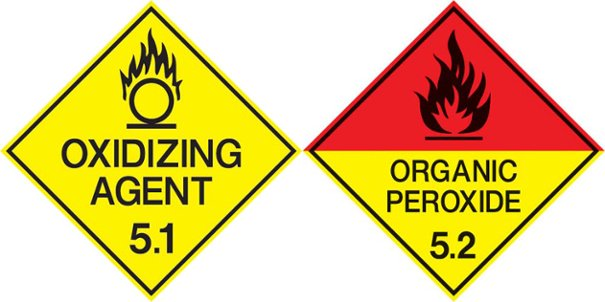 OXIDIZING
AGENT
5.1
ORGANIC
PEROXIDE
5.2